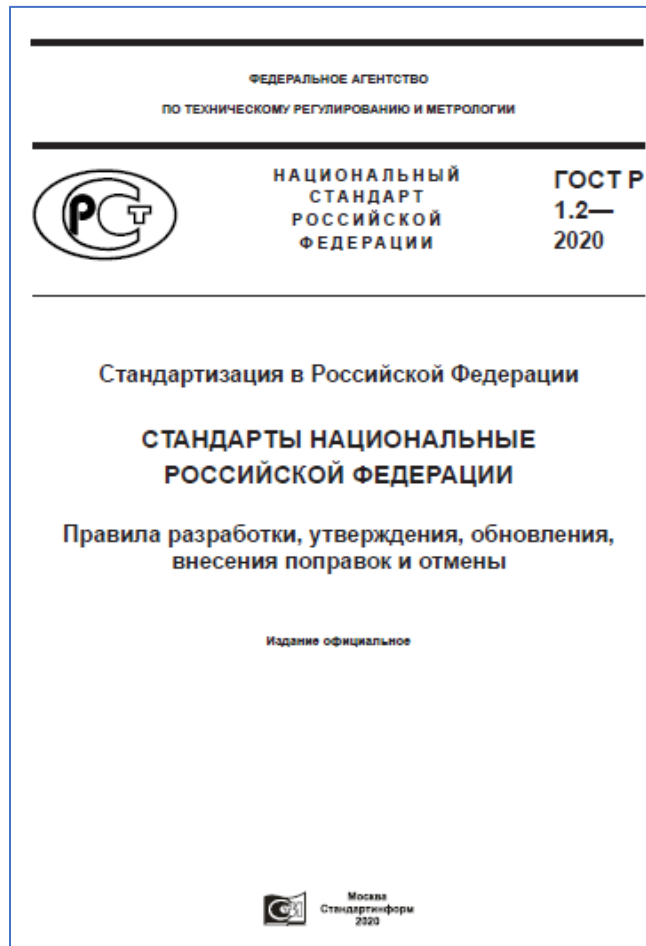 ФЕДЕРАЛЬНОЕ АГЕНТСТВО
ПО ТЕХНИЧЕСКОМУ РЕГУЛИРОВАНИЮ И МЕТРОЛОГИИ
РСТ
НАЦИОНАЛЬНЫЙ
СТАНДАРТ
РОССИЙСКОЙ
ФЕДЕРАЦИИ
ГОСТ Р
1.2—
2020
Стандартизация в Российской Федерации
СТАНДАРТЫ НАЦИОНАЛЬНЫЕ
РОССИЙСКОЙ ФЕДЕРАЦИИ
Правила разработки, утверждения, обновления,
внесения поправок и отмены
Издание официальное
Москва
Стандартинформ
2020